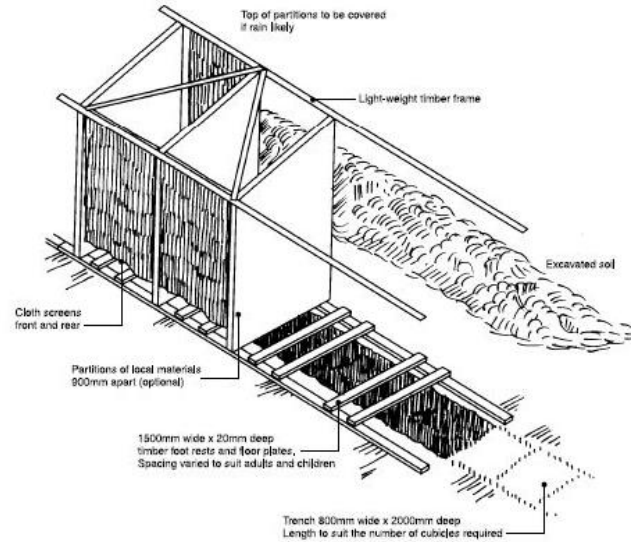 Top of partitions to be covered
if rain likely
Light-weight timber frame
Excavated soil
Cloth screens
front and rear
Partitions of local materials
900mm apart (optional)
1500mm wide x 20mm deep
timber foot rests and floor plates,
Spacing varied to suit adults and children
Trench 800mm wide x 2000mm deep
Length to suit the number of cubicles required